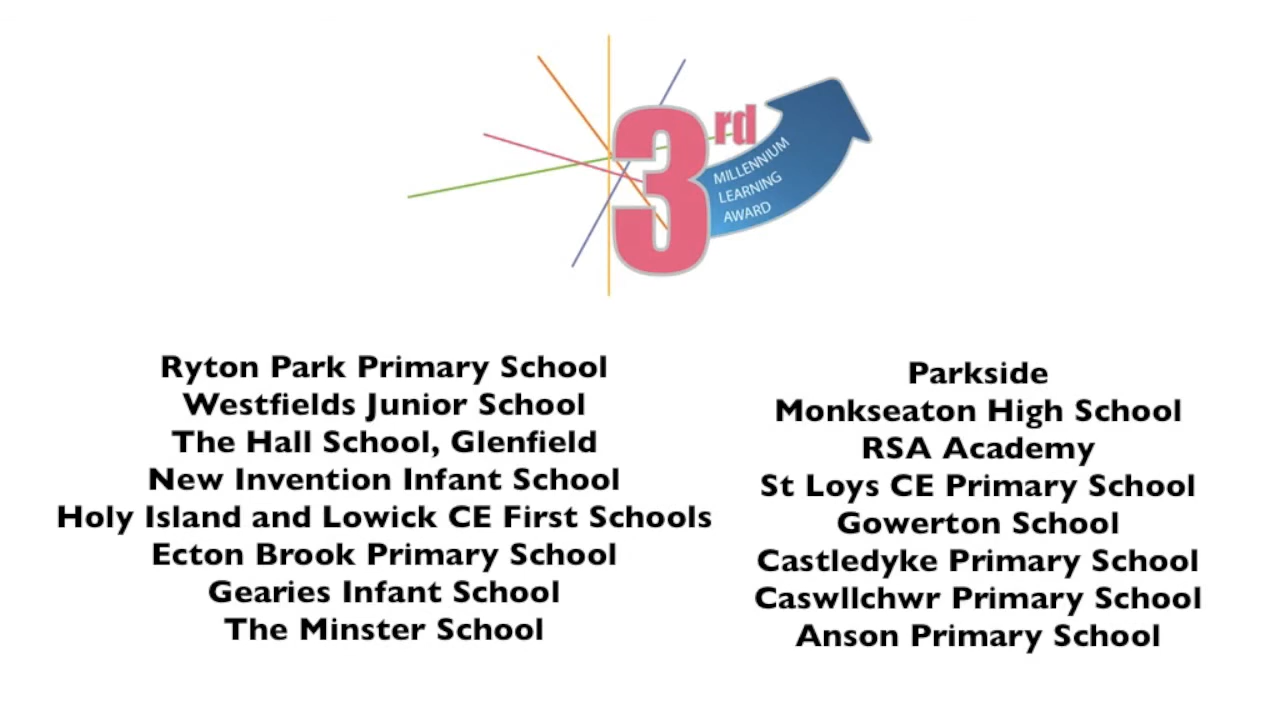 3rd
MILLENNIUM
LEARNING
AWARD
Ryton Park Primary School
Westfields Junior School
The Hall School, Glenfield
New Invention Infant School
Holy Island and Lowick CE First Schools
Ecton Brook Primary School
Gearies Infant School
The Minster School
Parkside
Monkseaton High School
RSA Academy
St Loys CE Primary School
Gowerton School
Castledyke Primary School
Caswllchwr Primary School
Anson Primary School